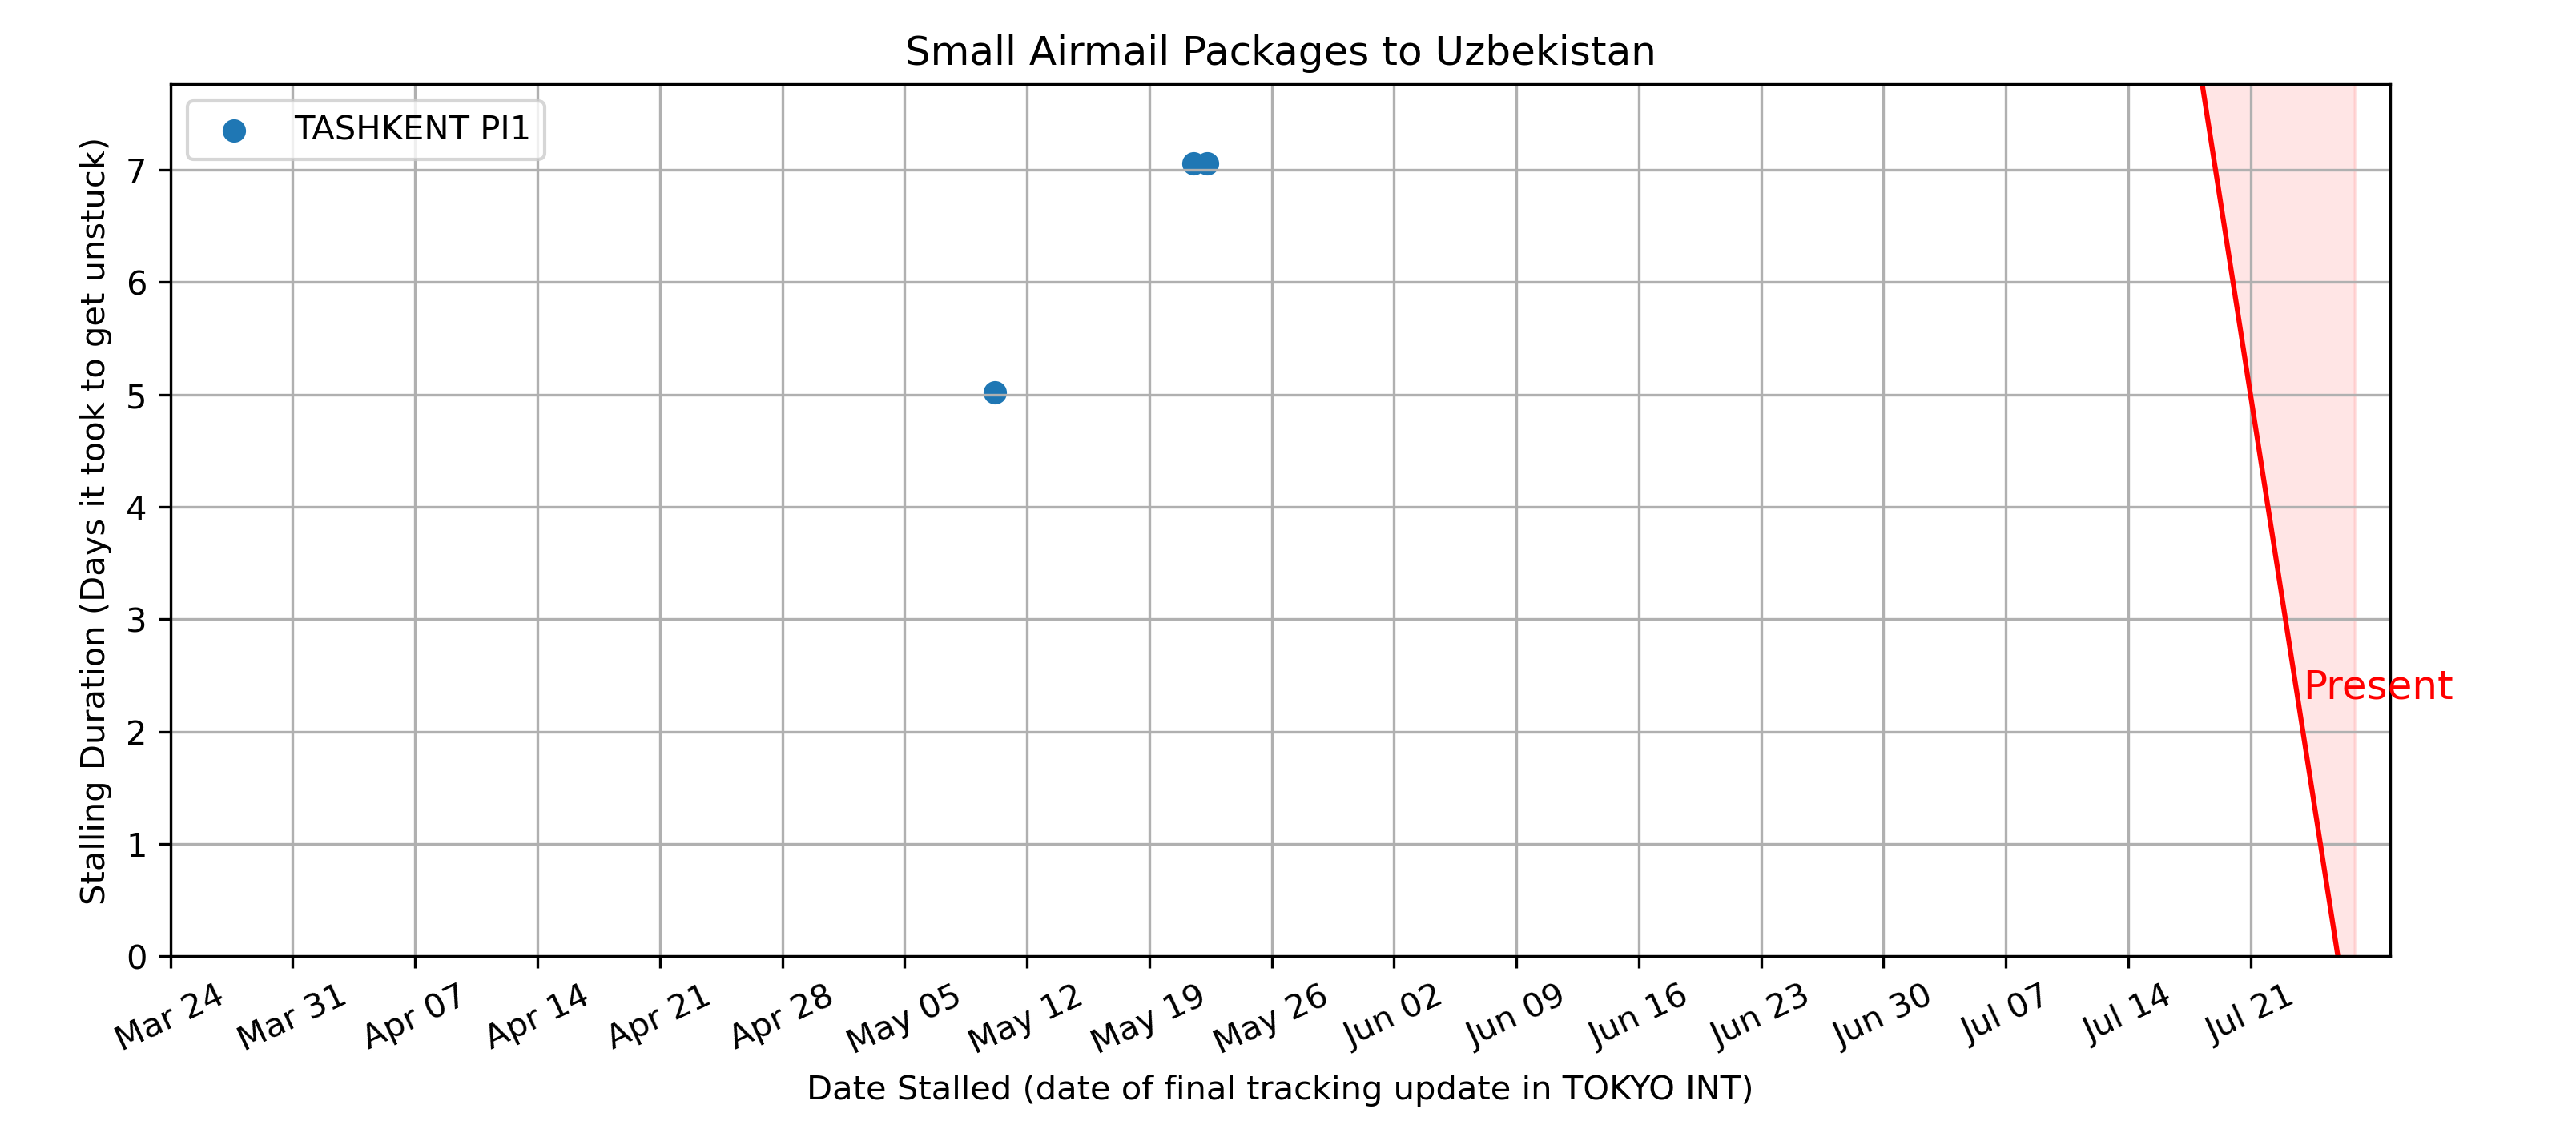 Small Airmail Packages to Uzbekistan
TASHKENT PI1
Stalling Duration (Days it took to get unstuck)
7
6
5
4
3
2
1
0
Present
Mar 24
Mar 31
Apr 07
Apr 14
Apr 21
Apr 28
May 05
May 12
May 19
May 26
Jun 02
Jun 09
Jun 16
Jun 23
Jun 30
Jul 07
Jul 14
Jul 21
Date Stalled (date of final tracking update in TOKYO INT)